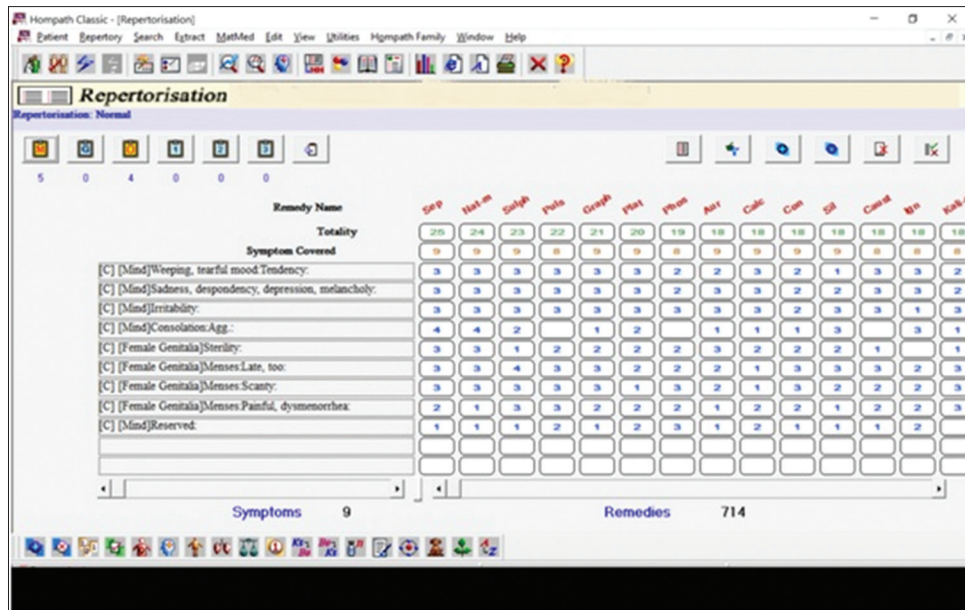 Hompath Classic - [Repertorisation]
Patient Repertory Search Extract MatMed Edit View Utilities Hompath Family Window Help
Repertorisation
Repertorisation: Normal
5 0 4 0 0 0
Remedy Name Sep Nat-m Sulph Puls Graph Plat Phos Aur Calc Con Sil Caust Ign Kali-
Totality 25 24 23 22 21 20 19 18 18 18 18 18 18 18
Symptom Covered 9 9 9 8 9 9 8 9 9 9 9 8 8 8
[C] [Mind]Weeping, tearful mood:Tendency: 3 3 3 3 3 3 2 2 3 2 1 3 3 2
[C] [Mind]Sadness, despondency, depression, melancholy: 3 3 3 3 3 2 3 3 3 2 2 3 3 2
[C] [Mind]Irritability: 3 3 3 3 3 3 3 3 3 2 3 3 1 3
[C] [Mind]Consolation:Agg.: 4 4 2 1 2 1 1 1 3 3 1
[C] [Female Genitalia]Sterility: 3 3 1 2 2 2 2 3 2 2 2 1 1
[C] [Female Genitalia]Menses:Late, too: 3 3 4 3 3 2 2 2 1 3 3 3 2 3
[C] [Female Genitalia]Menses:Scanty: 3 3 3 3 3 1 3 2 1 3 2 2 2 3
[C] [Female Genitalia]Menses:Painful, dysmenorrhea: 2 1 3 3 2 2 2 1 2 2 1 2 2 3
[C] [Mind]Reserved: 1 1 1 2 1 2 3 1 2 1 1 1 2
Symptoms 9 Remedies 714